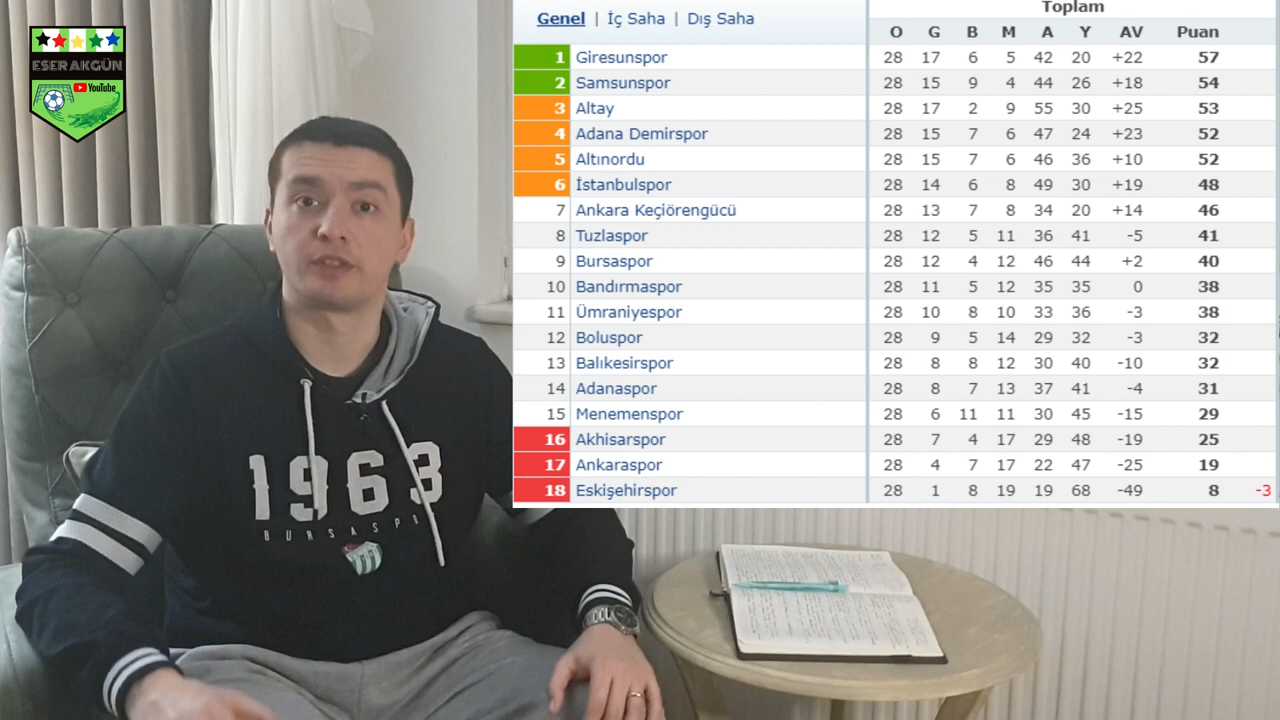 ESER AKGÜN
YouTube
1963
BURSASPO
Genel | İç Saha | Dış Saha
Toplam
O G B M A Y AV Puan
1 Giresunspor 28 17 6 5 42 20 +22 57
2 Samsunspor 28 15 9 4 44 26 +18 54
3 Altay 28 17 2 9 55 30 +25 53
4 Adana Demirspor 28 15 7 6 47 24 +23 52
5 Altınordu 28 15 7 6 46 36 +10 52
6 İstanbulspor 28 14 6 8 49 30 +19 48
7 Ankara Keçiörengücü 28 13 7 8 34 20 +14 46
8 Tuzlaspor 28 12 5 11 36 41 -5 41
9 Bursaspor 28 12 4 12 46 44 +2 40
10 Bandırmaspor 28 11 5 12 35 35 0 38
11 Ümraniyespor 28 10 8 10 33 36 -3 38
12 Boluspor 28 9 5 14 29 32 -3 32
13 Balıkesirspor 28 8 8 12 30 40 -10 32
14 Adanaspor 28 8 7 13 37 41 -4 31
15 Menemenspor 28 6 11 11 30 45 -15 29
16 Akhisarspor 28 7 4 17 29 48 -19 25
17 Ankaraspor 28 4 7 17 22 47 -25 19
18 Eskişehirspor 28 1 8 19 19 68 -49 8 -3